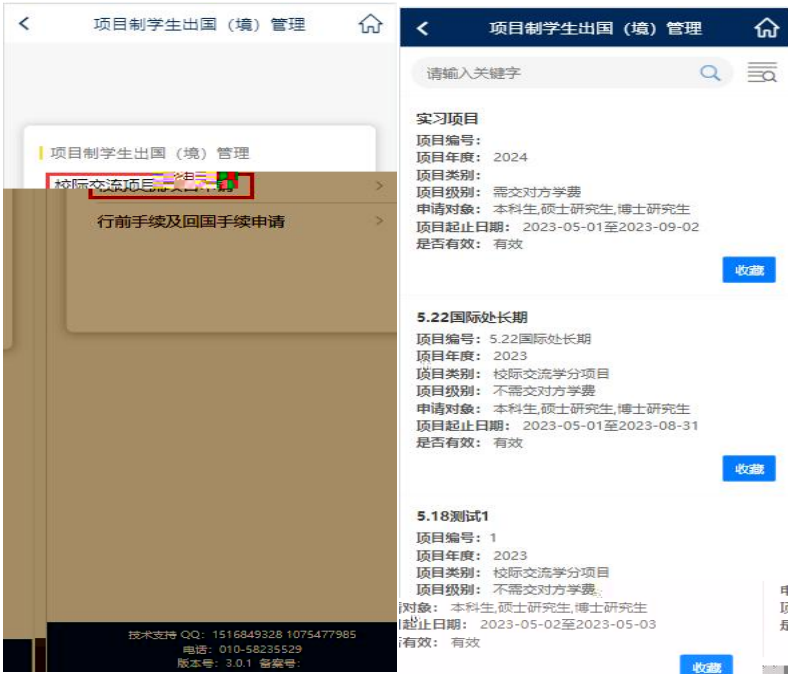 项目制学生出国（境）管理
项目制学生出国（境）管理
校际交流项目
申请
行前手续及回国手续申请
技术支持 QQ: 1516849328 1075477985
电话: 010-58235529
版本号: 3.0.1 备案号:
项目制学生出国（境）管理
请输入关键字
实习项目
项目编号:
项目年度: 2024
项目类别:
项目级别: 需交对方学费
申请对象: 本科生,硕士研究生,博士研究生
项目起止日期: 2023-05-01至2023-09-02
是否有效: 有效
收藏
5.22国际处长期
项目编号: 5.22国际处长期
项目年度: 2023
项目类别: 校际交流学分项目
项目级别: 不需交对方学费
申请对象: 本科生,硕士研究生,博士研究生
项目起止日期: 2023-05-01至2023-08-31
是否有效: 有效
收藏
5.18测试1
项目编号: 1
项目年度: 2023
项目类别: 校际交流学分项目
项目级别: 不需交对方学费
对象: 本科生,硕士研究生,博士研究生
起止日期: 2023-05-02至2023-05-03
有效: 有效
收藏